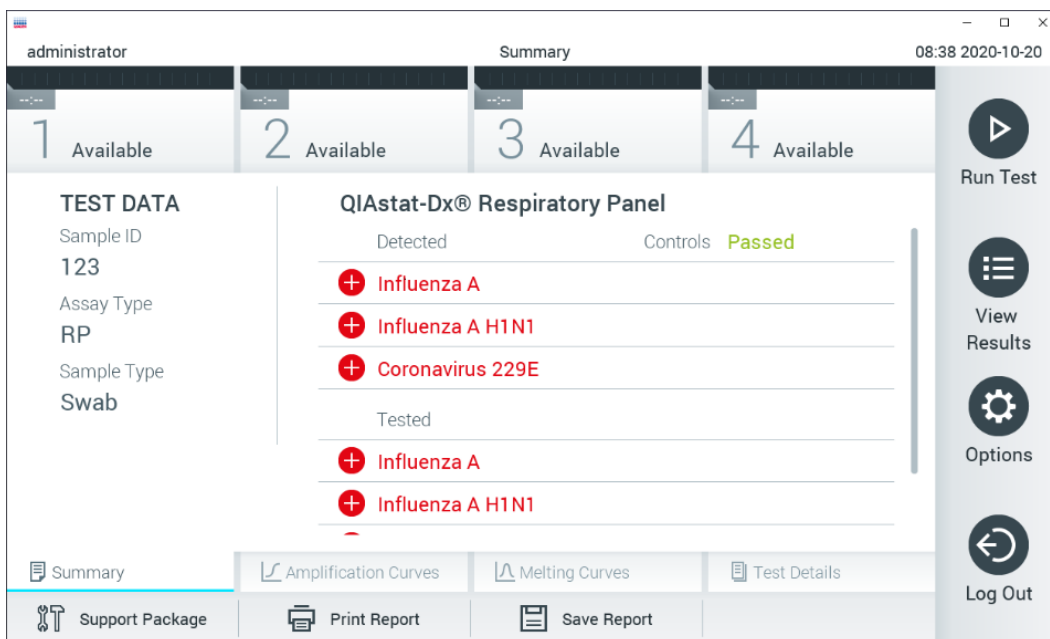 administrator Summary 08:38 2020-10-20
--:-- --:-- --:-- --:--
1 Available 2 Available 3 Available 4 Available
Run Test
TEST DATA
Sample ID
123
Assay Type
RP
Sample Type
Swab
QIAstat-Dx® Respiratory Panel
Detected Controls Passed
Influenza A
Influenza A H1N1
Coronavirus 229E
Tested
Influenza A
Influenza A H1N1
View
Results
Options
Log Out
Summary Amplification Curves Melting Curves Test Details
Support Package Print Report Save Report